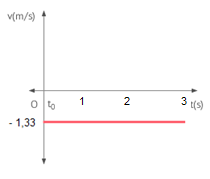 v(m/s)
O t₀ 1 2 3 t(s)
- 1,33